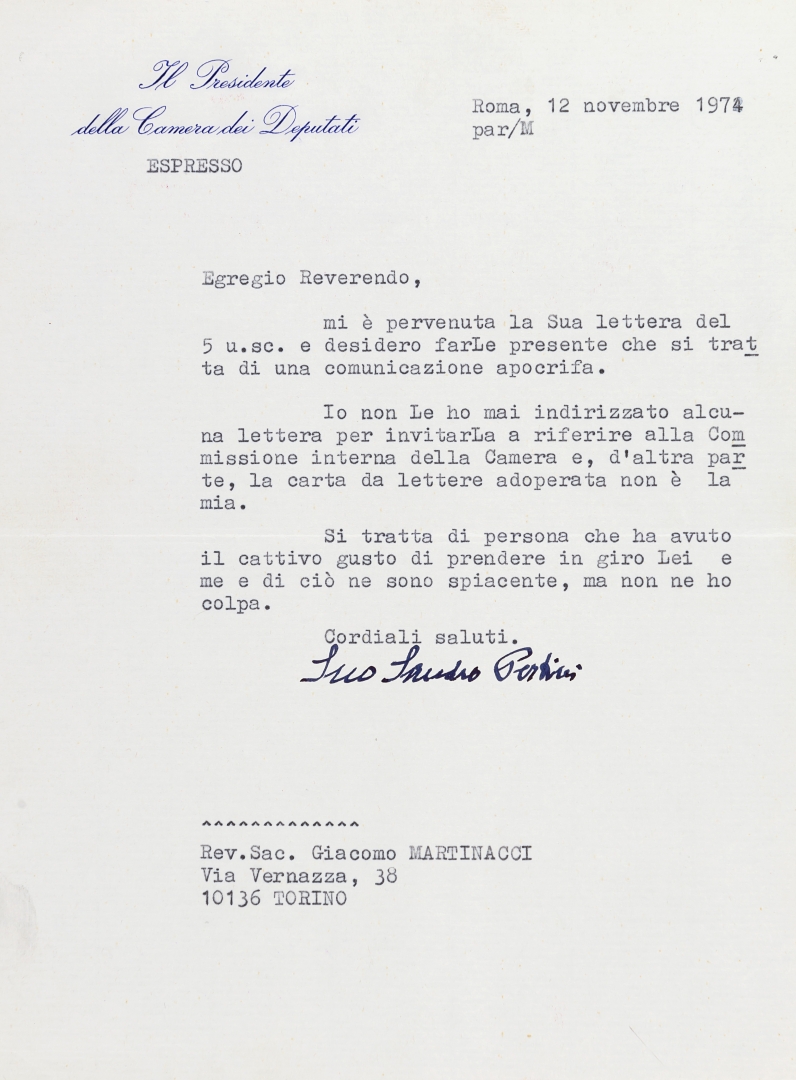 Il Presidente
della Camera dei Deputati
ESPRESSO
Roma, 12 novembre 1974
par/M
Egregio Reverendo,
mi è pervenuta la Sua lettera del
5 u.sc. e desidero farLe presente che si trat
ta di una comunicazione apocrifa.
Io non Le ho mai indirizzato alcu-
na lettera per invitarLa a riferire alla Com
missione interna della Camera e, d'altra par
te, la carta da lettere adoperata non è la
mia.
Si tratta di persona che ha avuto
il cattivo gusto di prendere in giro Lei e
me e di ciò ne sono spiacente, ma non ne ho
colpa.
Cordiali saluti.
Suo Sandro Pertini
^^^^^^^^^^^^^
Rev.Sac. Giacomo MARTINACCI
Via Vernazza, 38
10136 TORINO